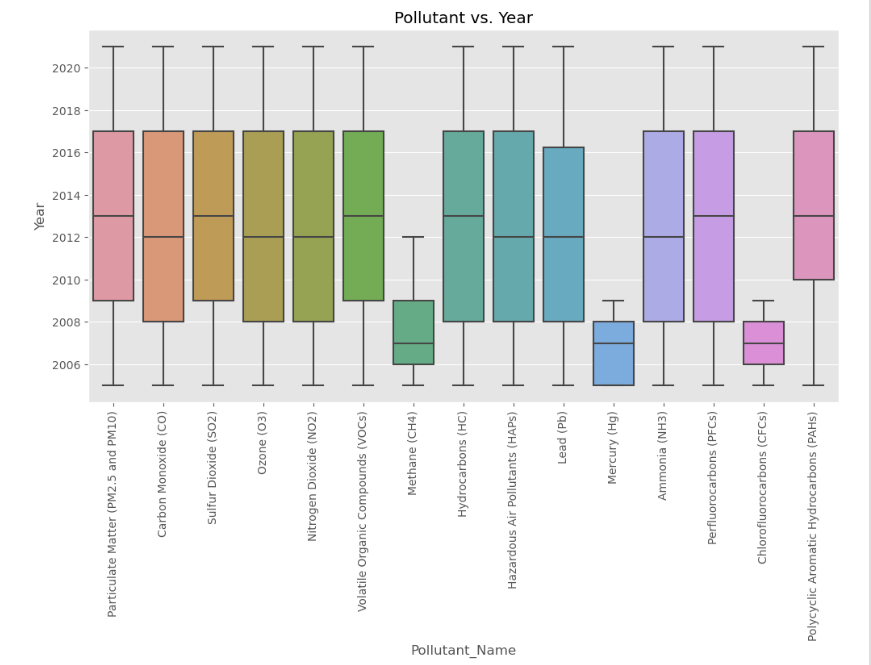 Pollutant vs. Year
2020
2018
2016
2014
2012
2010
2008
2006
Year
Particulate Matter (PM2.5 and PM10)
Carbon Monoxide (CO)
Sulfur Dioxide (SO2)
Ozone (O3)
Nitrogen Dioxide (NO2)
Volatile Organic Compounds (VOCs)
Methane (CH4)
Hydrocarbons (HC)
Hazardous Air Pollutants (HAPs)
Lead (Pb)
Mercury (Hg)
Ammonia (NH3)
Perfluorocarbons (PFCs)
Chlorofluorocarbons (CFCs)
Polycyclic Aromatic Hydrocarbons (PAHs)
Pollutant_Name